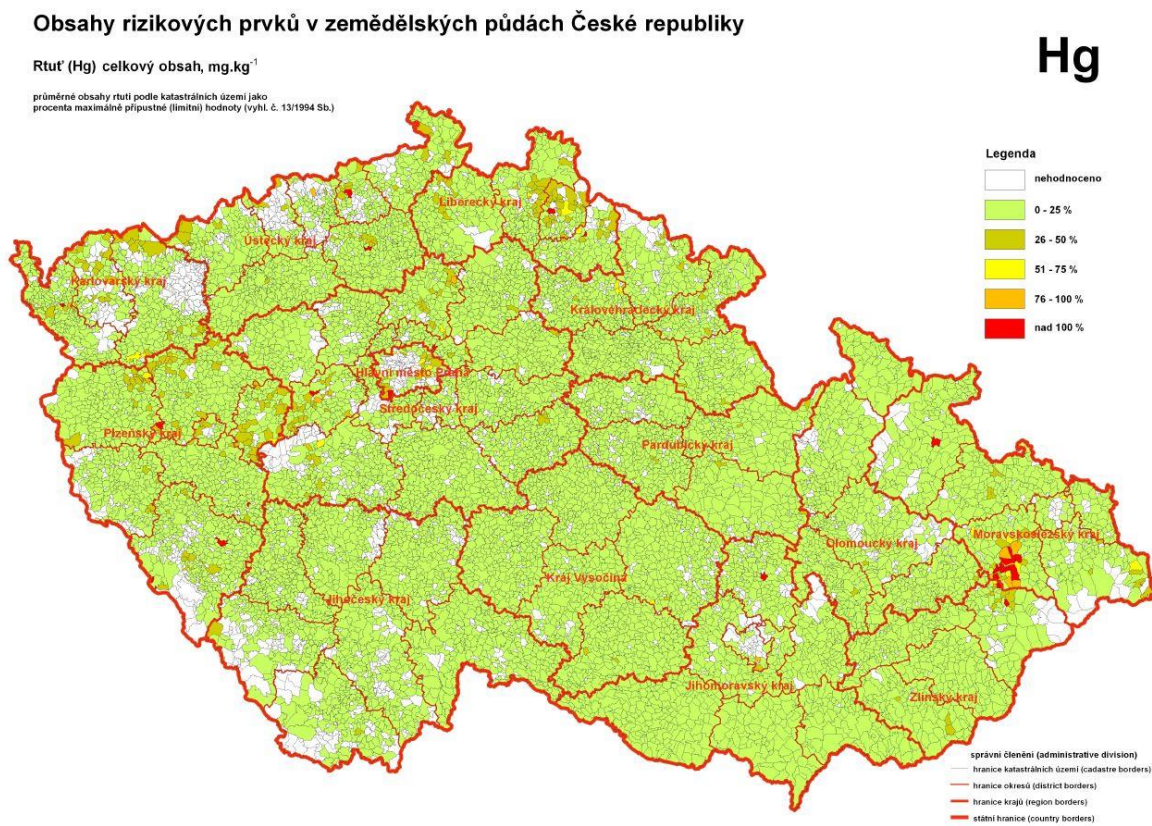 Obsahy rizikových prvků v zemědělských půdách České republiky
Hg
Rtuť (Hg) celkový obsah, mg.kg⁻¹
průměrné obsahy rtuti podle katastrálních území jako
procenta maximálně přípustné (limitní) hodnoty (vyhl. č. 13/1994 Sb.)
Legenda
nehodnoceno
0 - 25 %
26 - 50 %
51 - 75 %
76 - 100 %
nad 100 %
Liberecký kraj
Ústecký kraj
Karlovarský kraj
Královéhradecký kraj
Hlavní město Praha
Středočeský kraj
Plzeňský kraj
Pardubický kraj
Moravskoslezský kraj
Olomoucký kraj
Kraj Vysočina
Jihočeský kraj
Jihomoravský kraj
Zlínský kraj
správní členění (administrative division)
hranice katastrálních území (cadastre borders)
hranice okresů (district borders)
hranice krajů (region borders)
státní hranice (country borders)